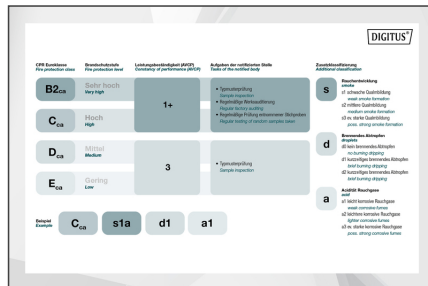 DIGITUS®
CPR Euroklasse
Fire protection class
Brandschutzstufe
Fire protection level
Leistungsbeständigkeit (AVCP)
Constancy of performance (AVCP)
Aufgaben der notifizierten Stelle
Tasks of the notified body
B2ca
Sehr hoch
Very high
Cca
Hoch
High
1+
• Typmusterprüfung
Sample inspection
• Regelmäßige Werksauditierung
Regular factory auditing
• Regelmäßige Prüfung entnommener Stichproben
Regular testing of random samples taken
Dca
Mittel
Medium
Eca
Gering
Low
3
• Typmusterprüfung
Sample inspection
Beispiel
Example
Cca
s1a
d1
a1
Zusatzklassifizierung
Additional classification
s
Rauchentwicklung
smoke
s1 schwache Qualmbildung
weak smoke formation
s2 mittlere Qualmbildung
medium smoke formation
s3 ev. starke Qualmbildung
poss. strong smoke formation
d
Brennendes Abtropfen
droplets
d0 kein brennendes Abtropfen
no burning dripping
d1 kurzzeitiges brennendes Abtropfen
brief burning dripping
d2 kurzzeitiges brennendes Abtropfen
brief burning dripping
a
Acidität Rauchgase
acid
a1 leicht korrosive Rauchgase
weak corrosive fumes
a2 leichtere korrosive Rauchgase
lighter corrosive fumes
a3 ev. starke korrosive Rauchgase
poss. strong corrosive fumes